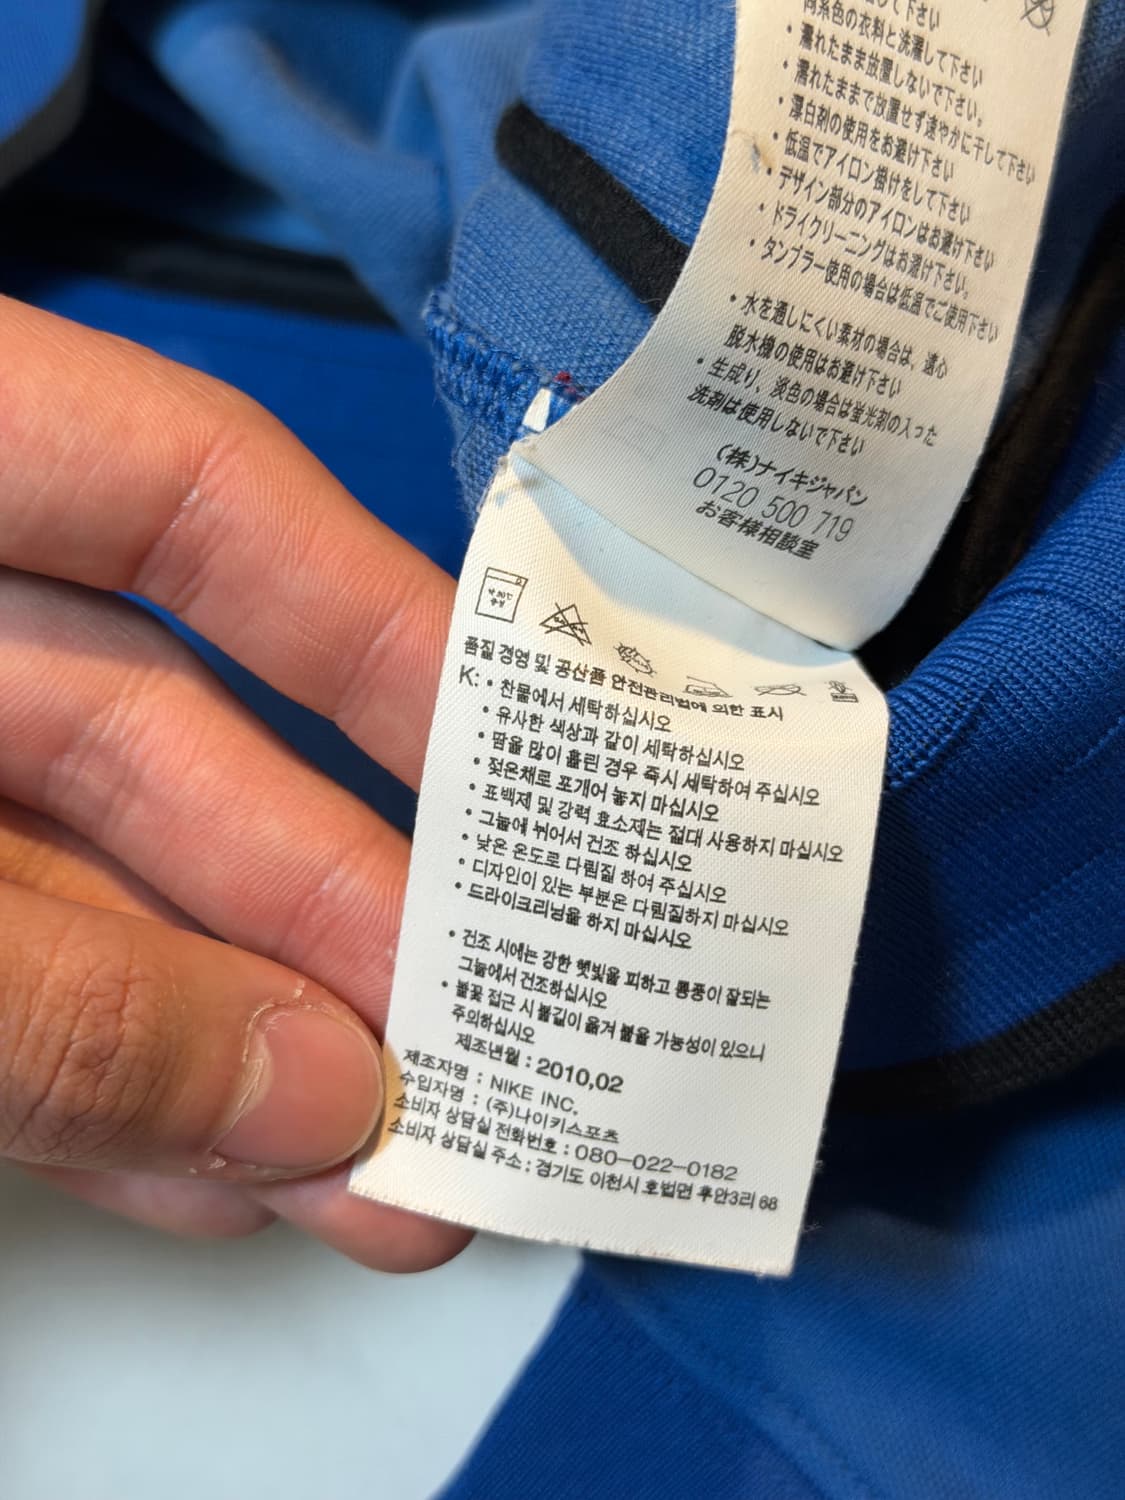 して下さい
同系色の衣料と洗濯して下さい
・濡れたまま放置しないで下さい。
・濡れたままで放置せず速やかに干して下さい
・漂白剤の使用をお避け下さい
・低温でアイロン掛けをして下さい
・デザイン部分のアイロンはお避け下さい
・ドライクリーニングはお避け下さい。
・タンブラー使用の場合は低温でご使用下さい
・水を通しにくい素材の場合は、遠心
脱水機の使用はお避け下さい
・生成り、淡色の場合は蛍光剤の入った
洗剤は使用しないで下さい
(株)ナイキジャパン
0120 500 719
お客様相談室
약 30℃
중성
품질 경영 및 공산품 안전관리법에 의한 표시
K: • 찬물에서 세탁하십시오
• 유사한 색상과 같이 세탁하십시오
• 땀을 많이 흘린 경우 즉시 세탁하여 주십시오
• 젖은채로 포개어 놓지 마십시오
• 표백제 및 강력 효소제는 절대 사용하지 마십시오
• 그늘에 뉘어서 건조 하십시오
• 낮은 온도로 다림질 하여 주십시오
• 디자인이 있는 부분은 다림질하지 마십시오
• 드라이크리닝을 하지 마십시오
• 건조 시에는 강한 햇빛을 피하고 통풍이 잘되는
그늘에서 건조하십시오
• 불꽃 접근 시 불길이 옮겨 붙을 가능성이 있으니
주의하십시오
제조년월 : 2010,02
제조자명 : NIKE INC.
수입자명 : (주)나이키스포츠
소비자 상담실 전화번호 : 080-022-0182
소비자 상담실 주소 : 경기도 이천시 호법면 후안3리 68